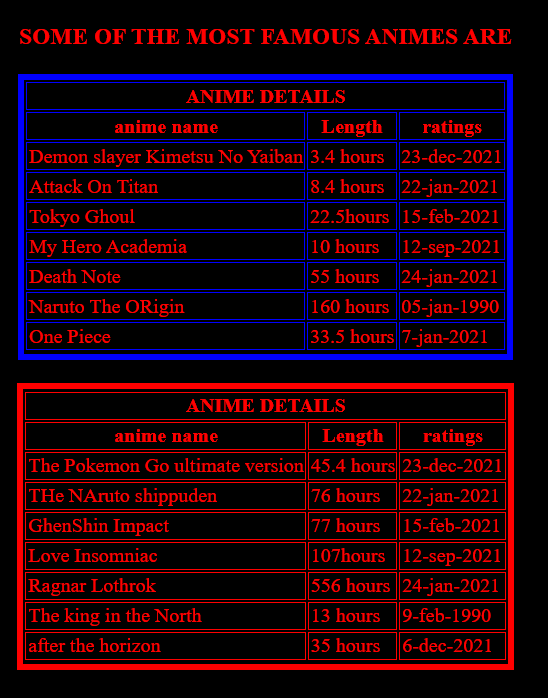 SOME OF THE MOST FAMOUS ANIMES ARE
ANIME DETAILS
anime name Length ratings
Demon slayer Kimetsu No Yaiban 3.4 hours 23-dec-2021
Attack On Titan 8.4 hours 22-jan-2021
Tokyo Ghoul 22.5hours 15-feb-2021
My Hero Academia 10 hours 12-sep-2021
Death Note 55 hours 24-jan-2021
Naruto The ORigin 160 hours 05-jan-1990
One Piece 33.5 hours 7-jan-2021
ANIME DETAILS
anime name Length ratings
The Pokemon Go ultimate version 45.4 hours 23-dec-2021
THe NAruto shippuden 76 hours 22-jan-2021
GhenShin Impact 77 hours 15-feb-2021
Love Insomniac 107hours 12-sep-2021
Ragnar Lothrok 556 hours 24-jan-2021
The king in the North 13 hours 9-feb-1990
after the horizon 35 hours 6-dec-2021